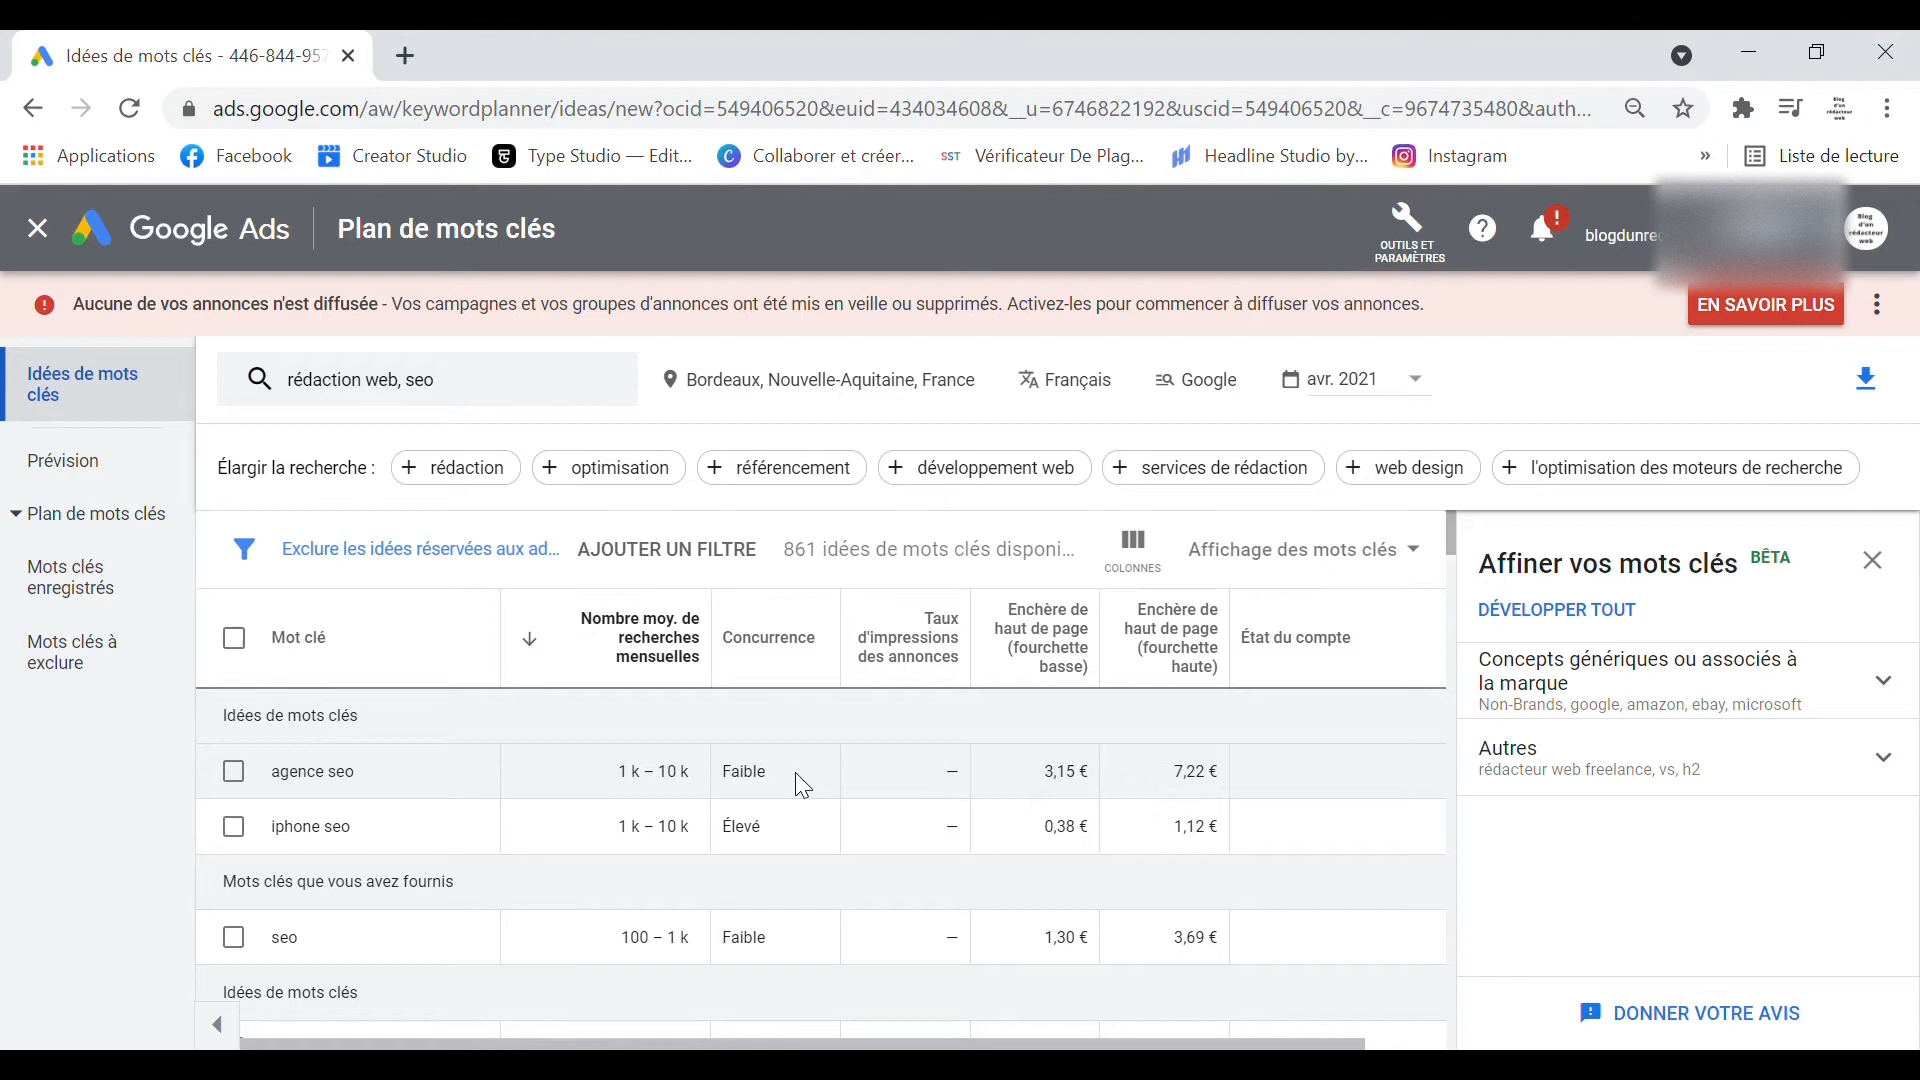 Idées de mots clés - 446-844-957
ads.google.com/aw/keywordplanner/ideas/new?ocid=549406520&euid=434034608&__u=6746822192&uscid=549406520&__c=9674735480&auth...
Applications Facebook Creator Studio Type Studio — Edit... Collaborer et créer... SST Vérificateur De Plag... Headline Studio by... Instagram » Liste de lecture
Google Ads Plan de mots clés
OUTILS ET
PARAMÈTRES
blogdunred
Blog
d'un
rédacteur
web
Aucune de vos annonces n'est diffusée - Vos campagnes et vos groupes d'annonces ont été mis en veille ou supprimés. Activez-les pour commencer à diffuser vos annonces.
EN SAVOIR PLUS
Idées de mots
clés
Prévision
Plan de mots clés
Mots clés
enregistrés
Mots clés à
exclure
rédaction web, seo Bordeaux, Nouvelle-Aquitaine, France Français Google avr. 2021
Élargir la recherche : + rédaction + optimisation + référencement + développement web + services de rédaction + web design + l'optimisation des moteurs de recherche
Exclure les idées réservées aux ad... AJOUTER UN FILTRE 861 idées de mots clés disponi... COLONNES Affichage des mots clés
Mot clé
Nombre moy. de
recherches
mensuelles
Concurrence
Taux
d'impressions
des annonces
Enchère de
haut de page
(fourchette
basse)
Enchère de
haut de page
(fourchette
haute)
État du compte
Idées de mots clés
agence seo 1 k – 10 k Faible – 3,15 € 7,22 €
iphone seo 1 k – 10 k Élevé – 0,38 € 1,12 €
Mots clés que vous avez fournis
seo 100 – 1 k Faible – 1,30 € 3,69 €
Idées de mots clés
Affiner vos mots clés BÊTA
DÉVELOPPER TOUT
Concepts génériques ou associés à
la marque
Non-Brands, google, amazon, ebay, microsoft
Autres
rédacteur web freelance, vs, h2
DONNER VOTRE AVIS